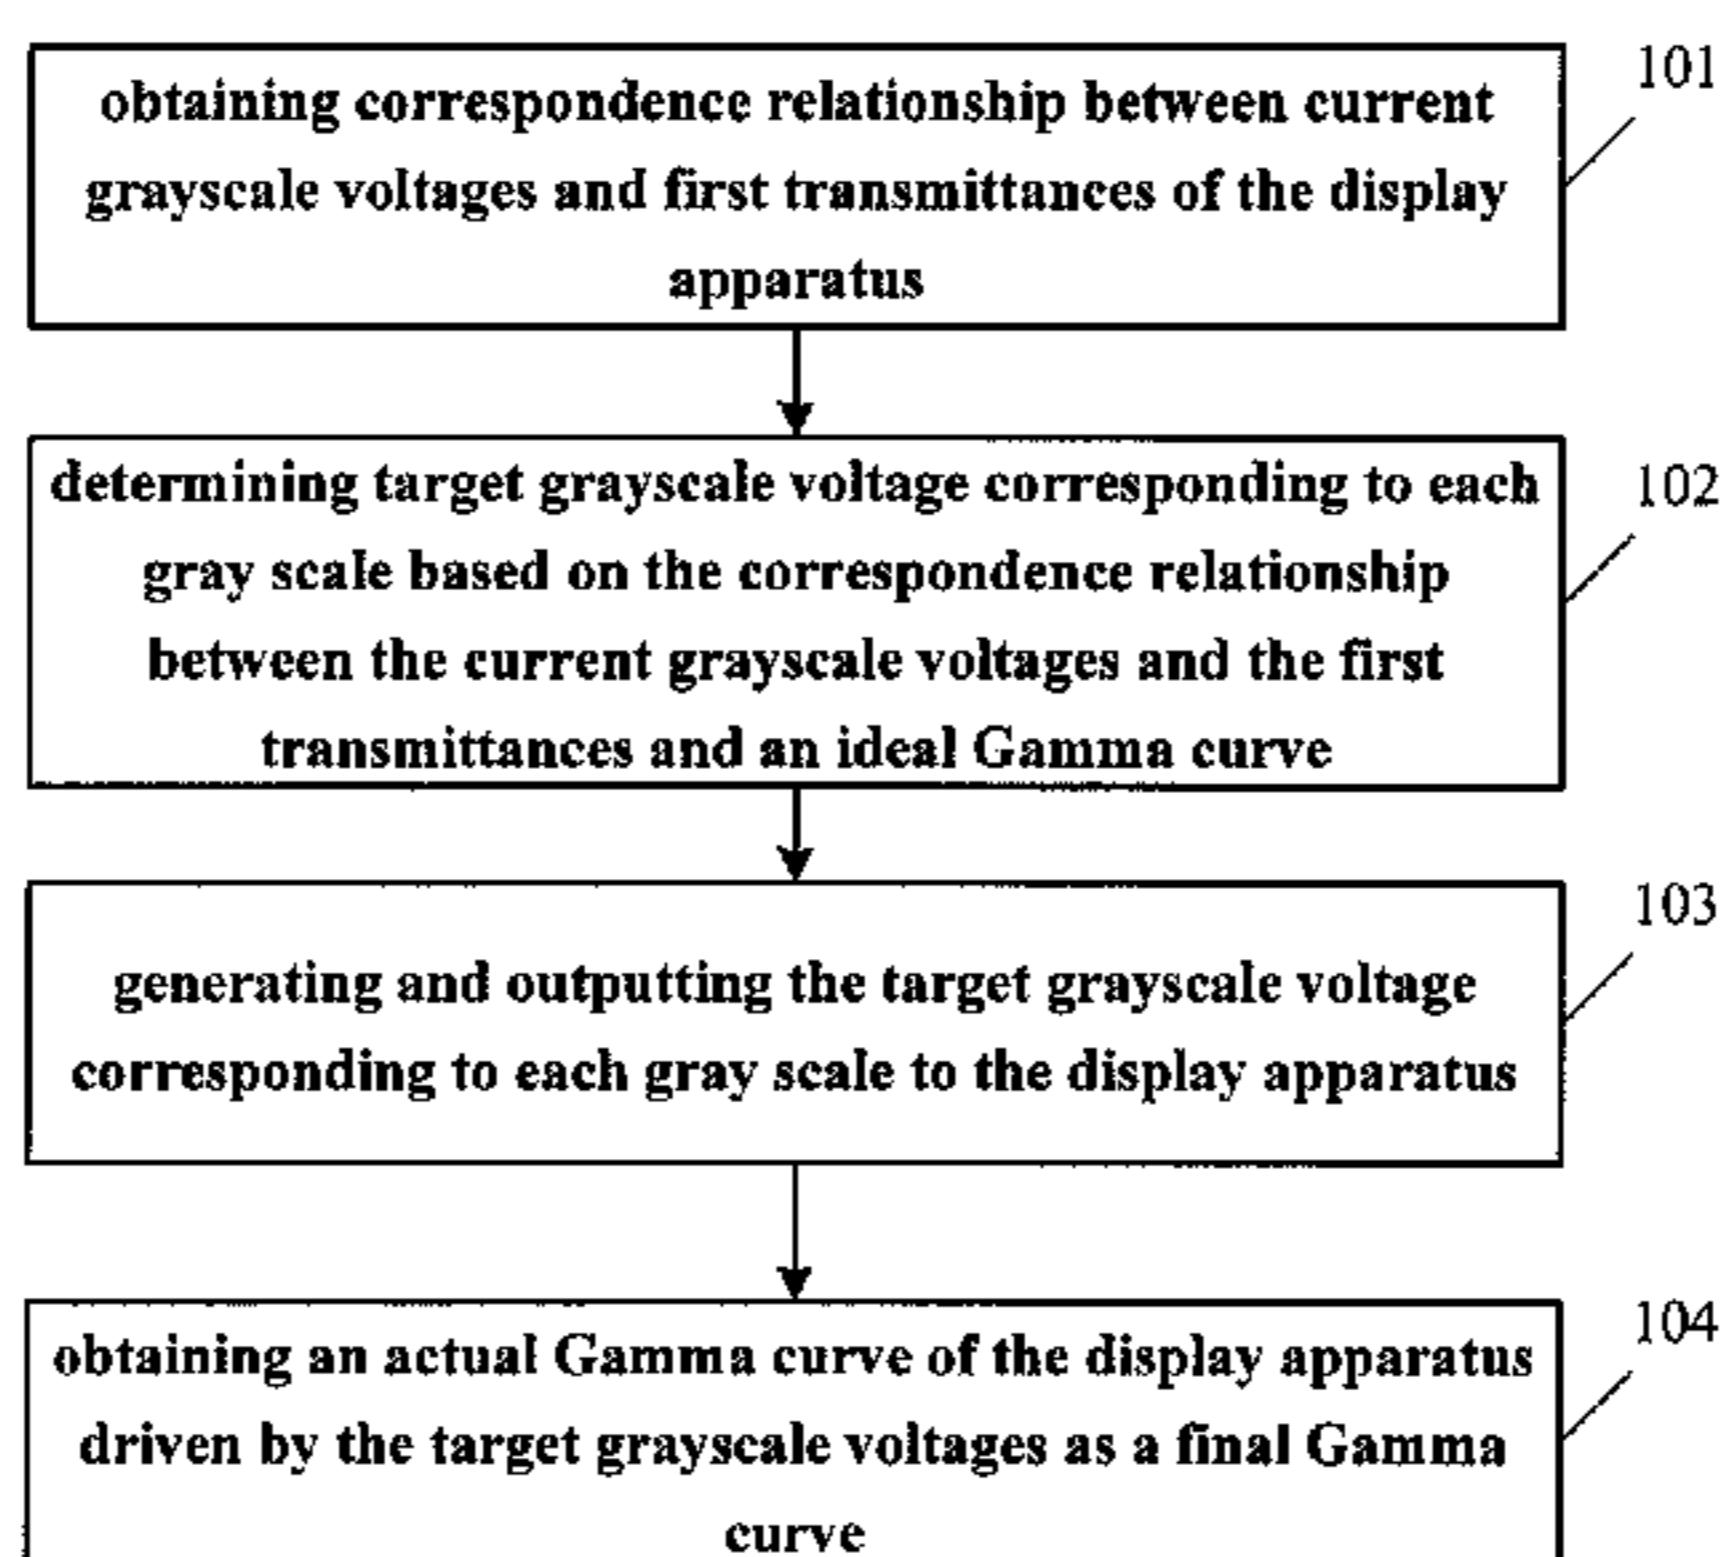 101
obtaining correspondence relationship between current
grayscale voltages and first transmittances of the display
apparatus
102
determining target grayscale voltage corresponding to each
gray scale based on the correspondence relationship
between the current grayscale voltages and the first
transmittances and an ideal Gamma curve
103
generating and outputting the target grayscale voltage
corresponding to each gray scale to the display apparatus
104
obtaining an actual Gamma curve of the display apparatus
driven by the target grayscale voltages as a final Gamma
curve